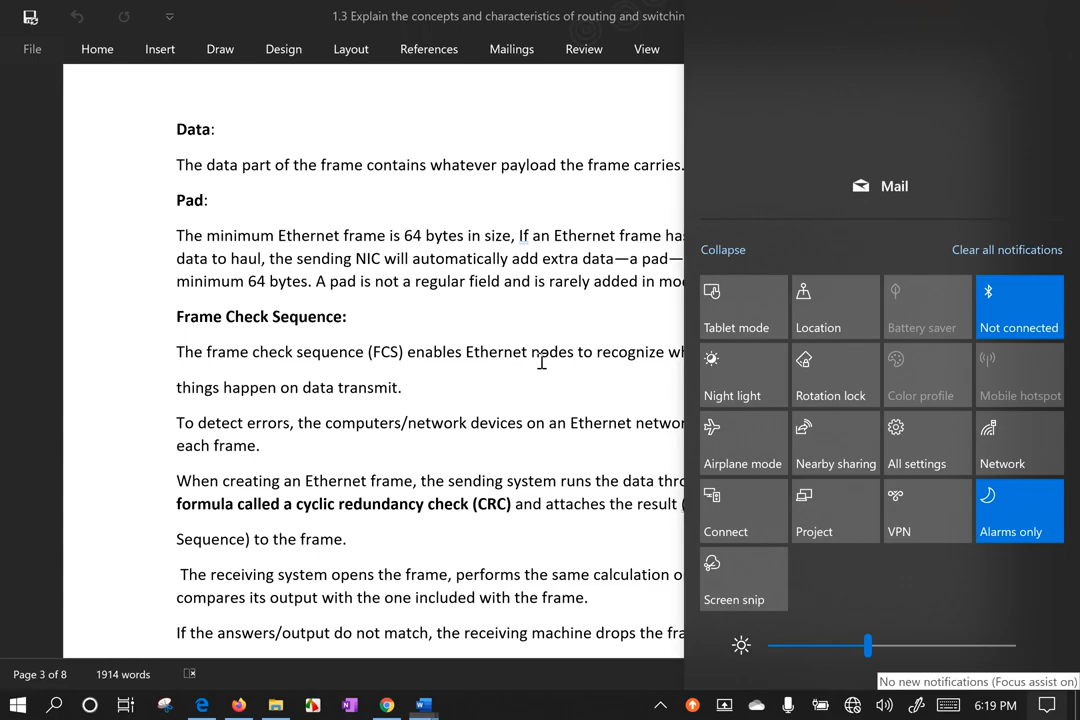 1.3 Explain the concepts and characteristics of routing and switchin
File Home Insert Draw Design Layout References Mailings Review View
Data:
The data part of the frame contains whatever payload the frame carries.
Pad:
The minimum Ethernet frame is 64 bytes in size, If an Ethernet frame has
data to haul, the sending NIC will automatically add extra data—a pad—
minimum 64 bytes. A pad is not a regular field and is rarely added in mo
Frame Check Sequence:
The frame check sequence (FCS) enables Ethernet nodes to recognize wh
things happen on data transmit.
To detect errors, the computers/network devices on an Ethernet networ
each frame.
When creating an Ethernet frame, the sending system runs the data thro
formula called a cyclic redundancy check (CRC) and attaches the result (
Sequence) to the frame.
The receiving system opens the frame, performs the same calculation o
compares its output with the one included with the frame.
If the answers/output do not match, the receiving machine drops the fra
Mail
Collapse Clear all notifications
Tablet mode Location Battery saver Not connected
Night light Rotation lock Color profile Mobile hotspot
Airplane mode Nearby sharing All settings Network
Connect Project VPN Alarms only
Screen snip
No new notifications (Focus assist on)
Page 3 of 8 1914 words
6:19 PM